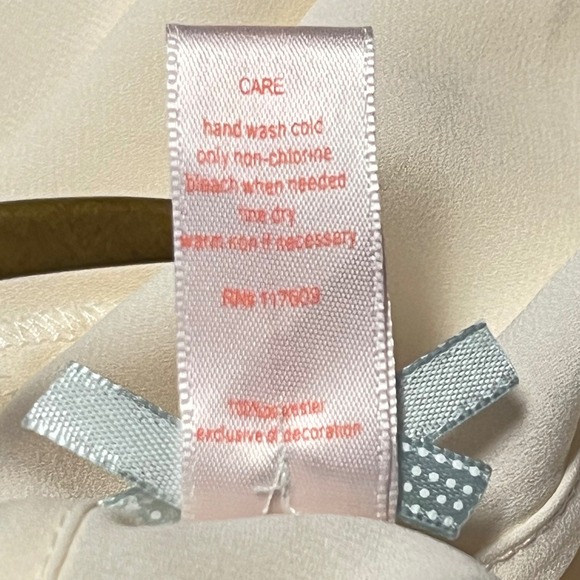 CARE
hand wash cold
only non-chlorine
bleach when needed
line dry
warm iron if necessary
RN# 117609
100% polyester
exclusive of decoration